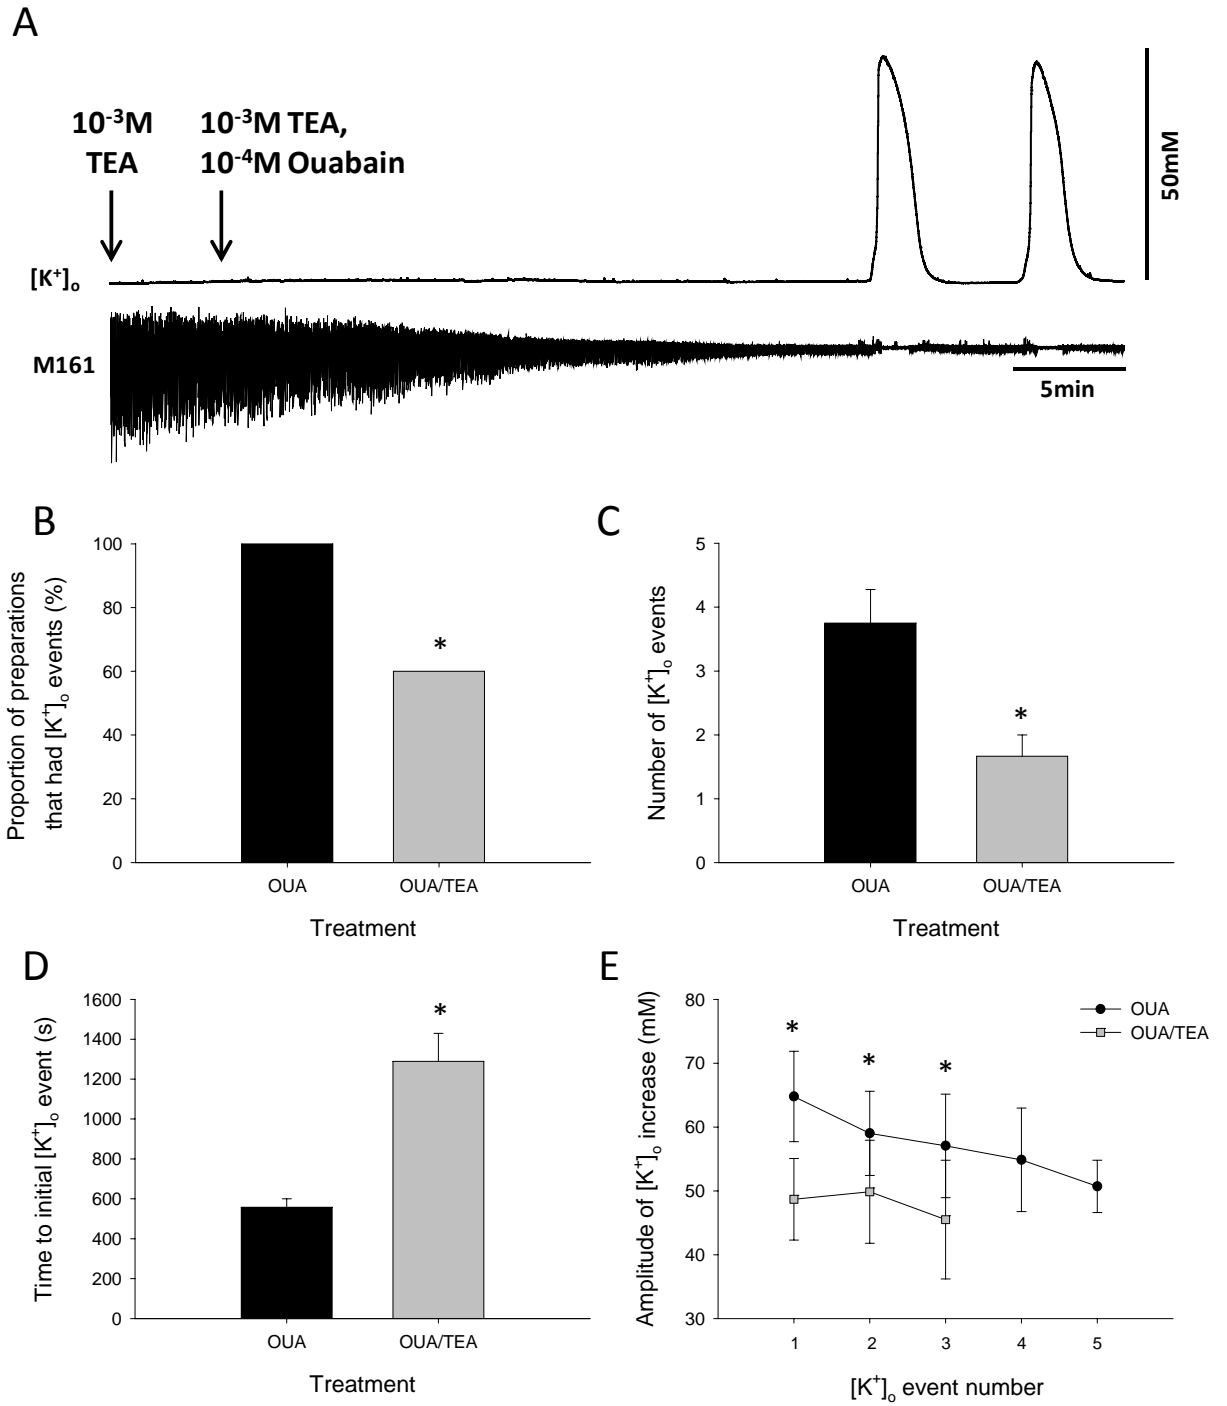 A
10⁻³M
TEA
10⁻³M TEA,
10⁻⁴M Ouabain
50mM
[K⁺]ₒ
M161
5min
B
Proportion of preparations
that had [K⁺]ₒ events (%)
100
80
60
40
20
0
*
OUA
OUA/TEA
Treatment
C
Number of [K⁺]ₒ events
5
4
3
2
1
0
*
OUA
OUA/TEA
Treatment
D
Time to initial [K⁺]ₒ event (s)
1600
1400
1200
1000
800
600
400
200
0
*
OUA
OUA/TEA
Treatment
E
Amplitude of [K⁺]ₒ increase (mM)
80
70
60
50
40
30
* * *
OUA
OUA/TEA
1 2 3 4 5
[K⁺]ₒ event number